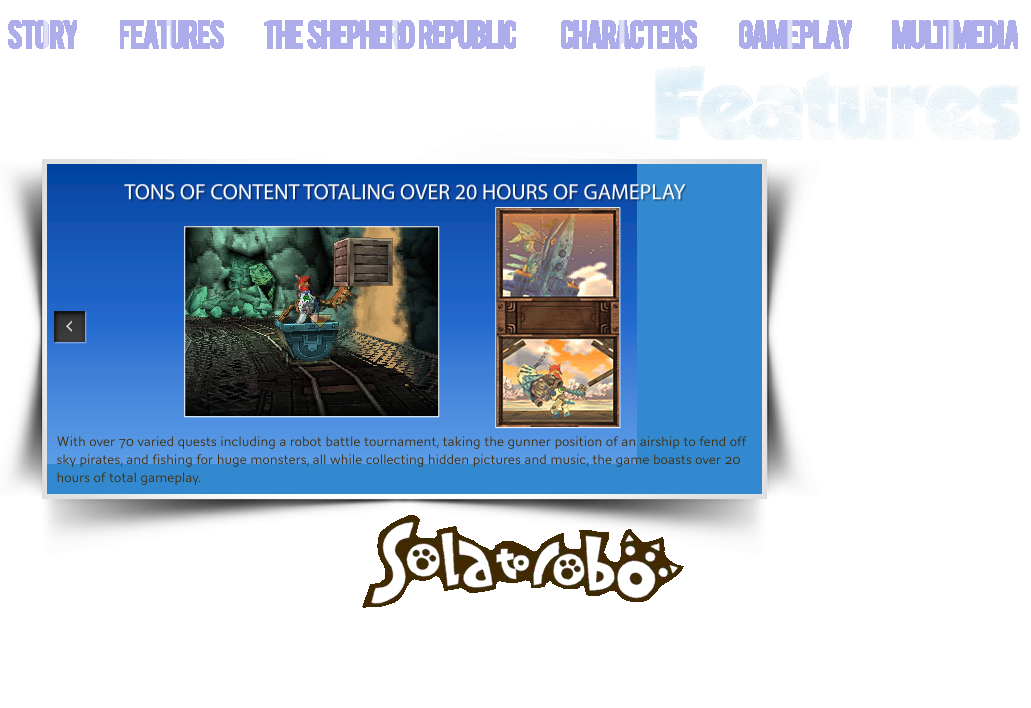 STORY FEATURES THE SHEPHERD REPUBLIC CHARACTERS GAMEPLAY MULTIMEDIA
Features
TONS OF CONTENT TOTALING OVER 20 HOURS OF GAMEPLAY
With over 70 varied quests including a robot battle tournament, taking the gunner position of an airship to fend off
sky pirates, and fishing for huge monsters, all while collecting hidden pictures and music, the game boasts over 20
hours of total gameplay.
Solatorobo